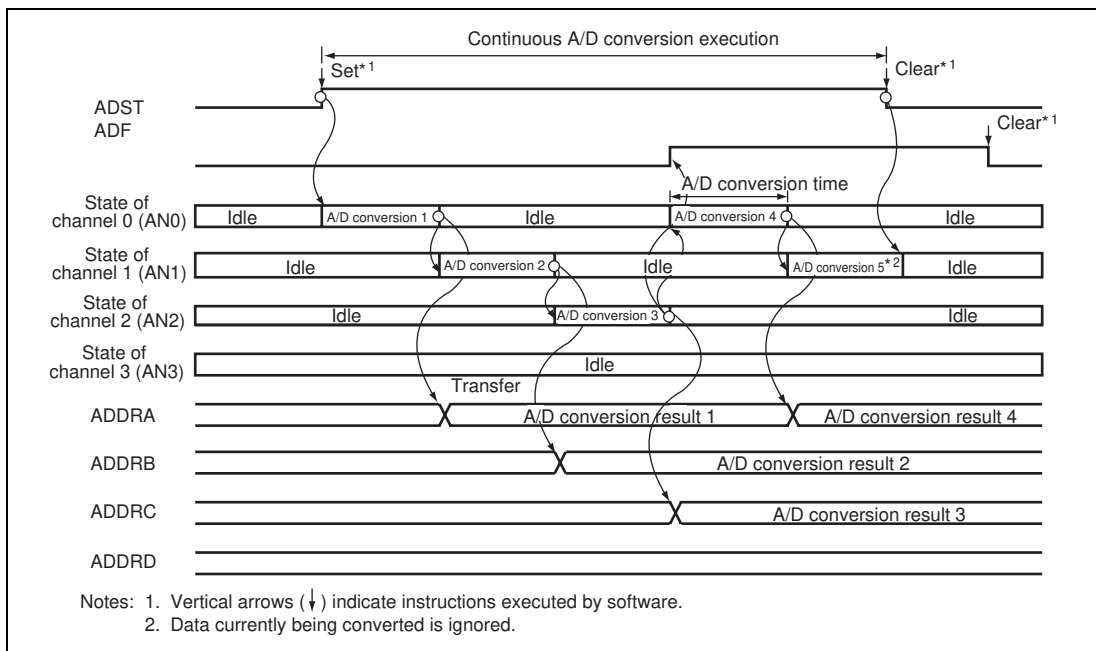 Continuous A/D conversion execution
Set*1
Clear*1
ADST
ADF
Clear*1
A/D conversion time
State of
channel 0 (AN0)
Idle
A/D conversion 1
Idle
A/D conversion 4
Idle
State of
channel 1 (AN1)
Idle
A/D conversion 2
Idle
A/D conversion 5*2
Idle
State of
channel 2 (AN2)
Idle
A/D conversion 3
Idle
State of
channel 3 (AN3)
Idle
Transfer
ADDRA
A/D conversion result 1
A/D conversion result 4
ADDRB
A/D conversion result 2
ADDRC
A/D conversion result 3
ADDRD
Notes: 1. Vertical arrows (↓) indicate instructions executed by software.
2. Data currently being converted is ignored.